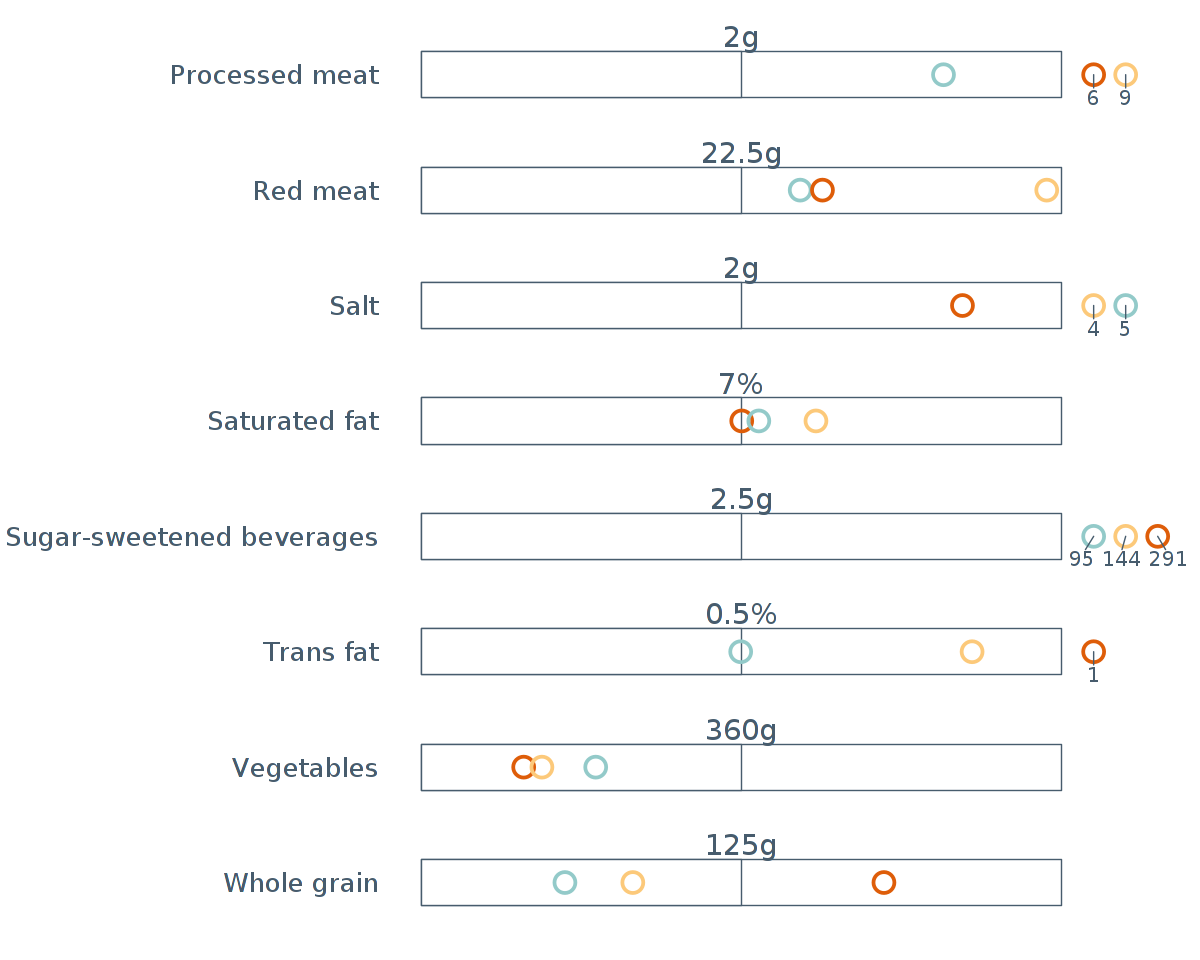 2g
Processed meat
6 9
22.5g
Red meat
2g
Salt
4 5
7%
Saturated fat
2.5g
Sugar-sweetened beverages
95 144 291
0.5%
Trans fat
1
360g
Vegetables
125g
Whole grain